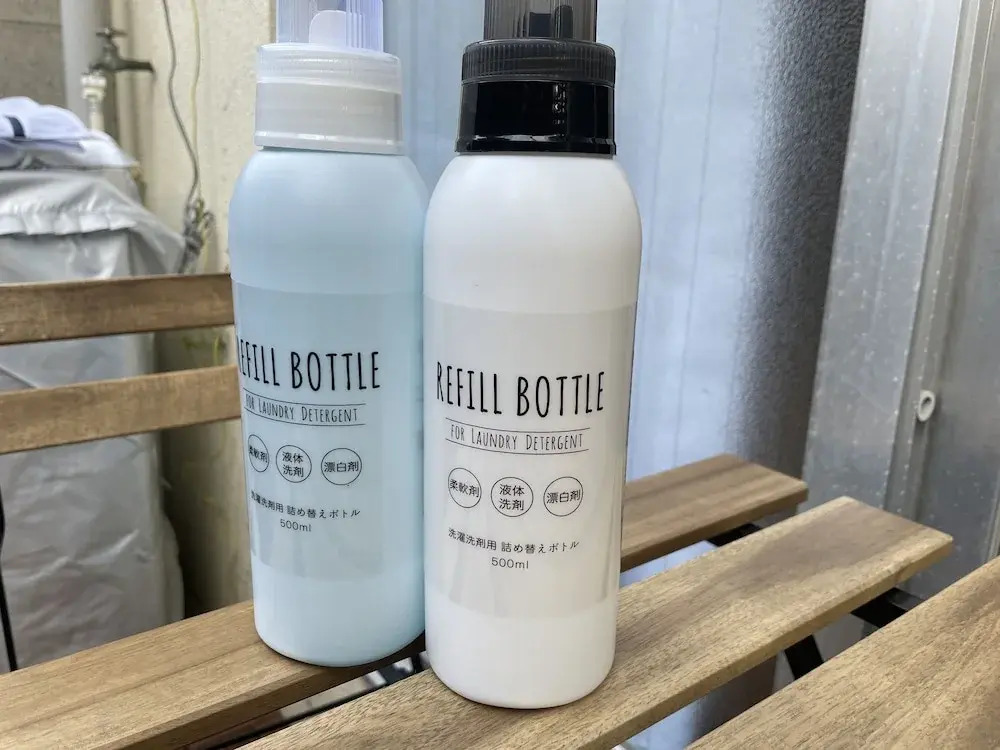 REFILL BOTTLE
FOR LAUNDRY DETERGENT
柔軟剤
液体
洗剤
漂白剤
洗濯洗剤用 詰め替えボトル
500ml
REFILL BOTTLE
FOR LAUNDRY DETERGENT
柔軟剤
液体
洗剤
漂白剤
洗濯洗剤用 詰め替えボトル
500ml